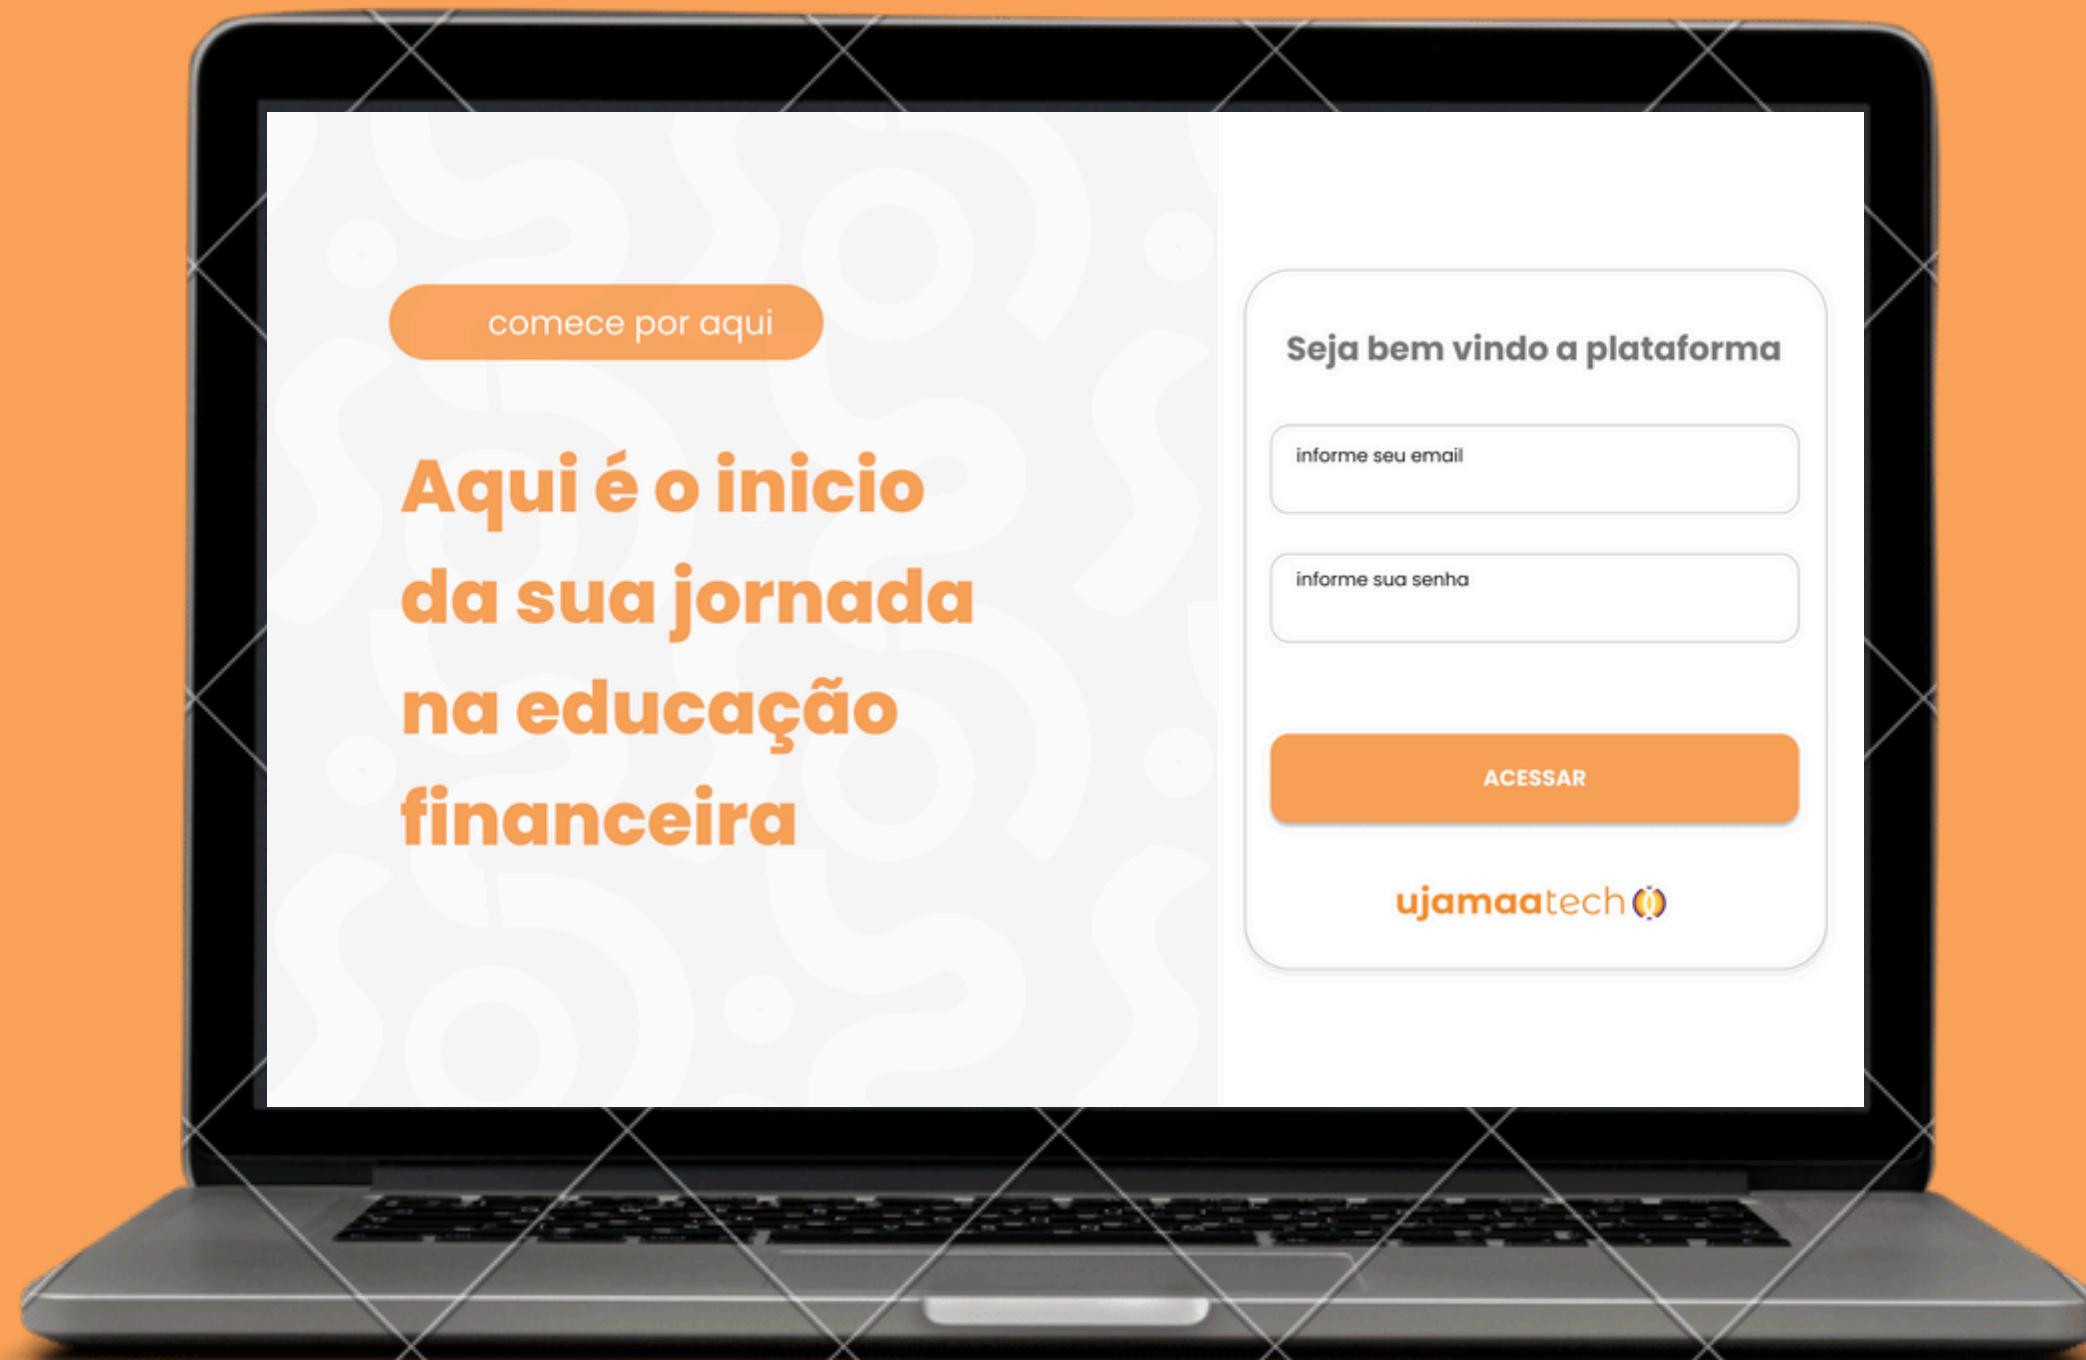 comece por aqui
Aqui é o inicio
da sua jornada
na educação
financeira
Seja bem vindo a plataforma
informe seu email
informe sua senha
ACESSAR
ujamaatech